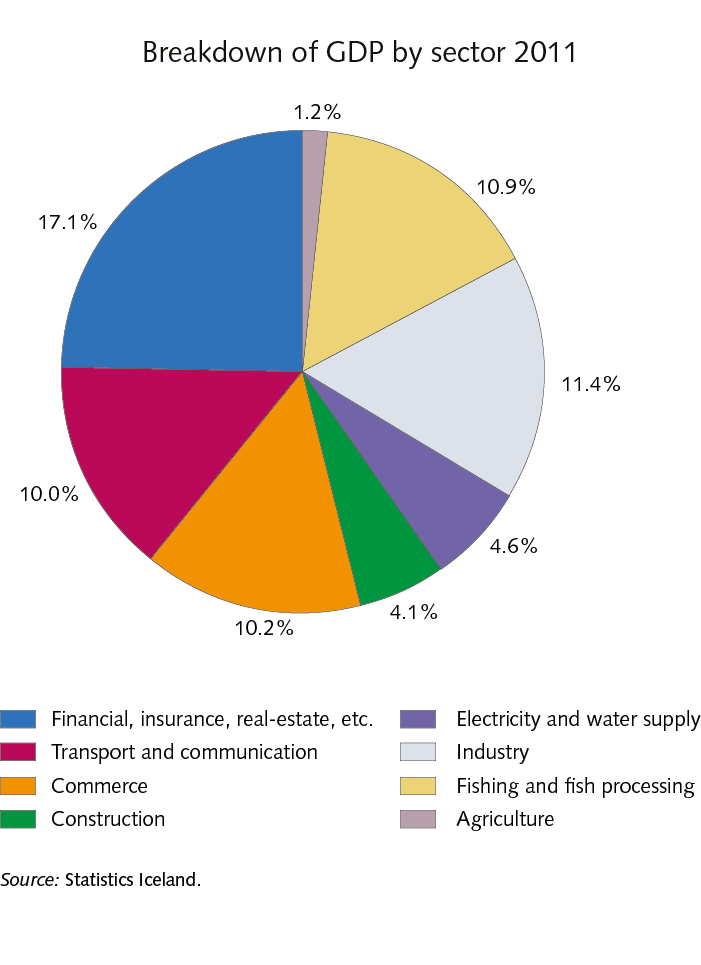 Breakdown of GDP by sector 2011
1.2%
10.9%
17.1%
11.4%
10.0%
4.6%
4.1%
10.2%
Financial, insurance, real-estate, etc.
Transport and communication
Commerce
Construction
Electricity and water supply
Industry
Fishing and fish processing
Agriculture
Source: Statistics Iceland.